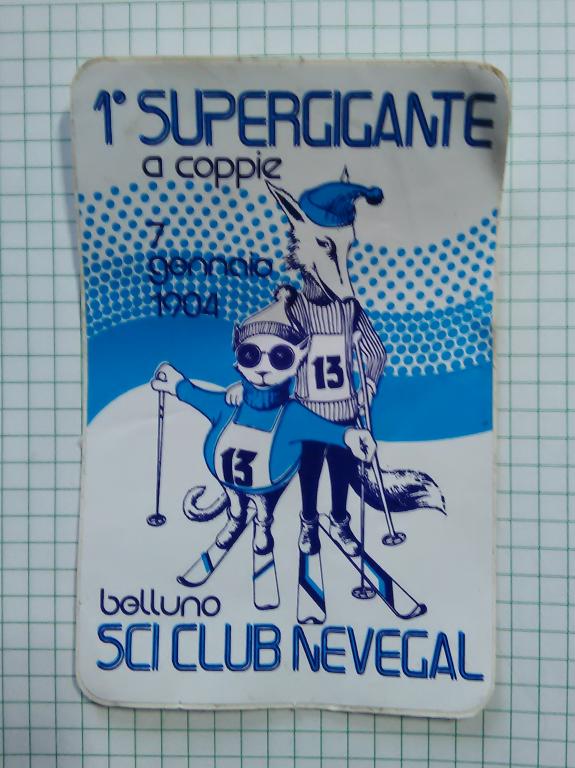 1° SUPERGIGANTE
a coppie
7
gennaio
1984
13
13
belluno
SCI CLUB NEVEGAL